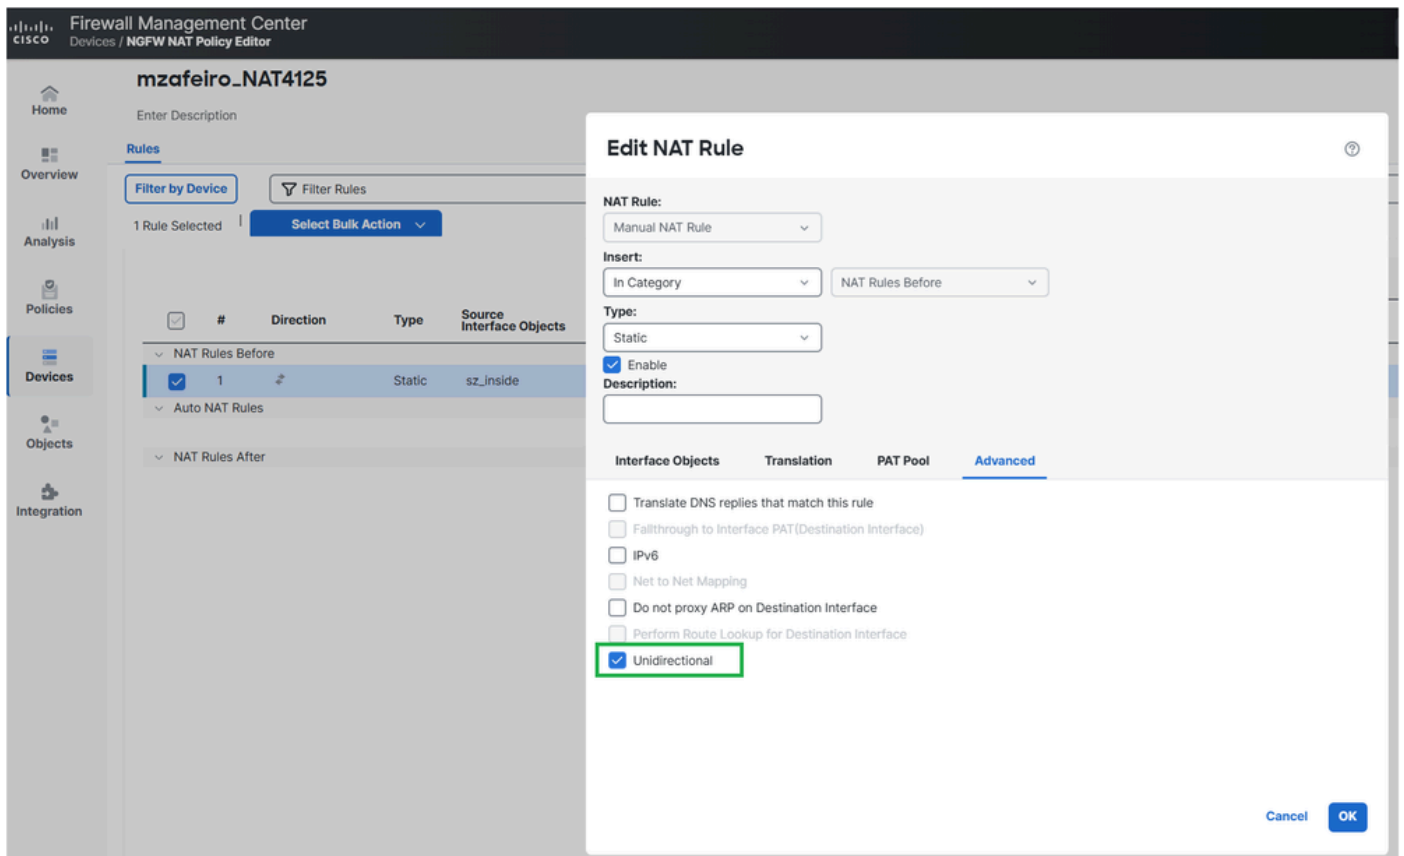 Firewall Management Center
CISCO Devices / NGFW NAT Policy Editor
mzafeiro_NAT4125
Enter Description
Home
Overview
Analysis
Policies
Devices
Objects
Integration
Rules
Filter by Device Filter Rules
1 Rule Selected Select Bulk Action
# Direction Type Source Interface Objects
NAT Rules Before
1 Static sz_inside
Auto NAT Rules
NAT Rules After
Edit NAT Rule
NAT Rule:
Manual NAT Rule
Insert:
In Category NAT Rules Before
Type:
Static
Enable
Description:
Interface Objects Translation PAT Pool Advanced
Translate DNS replies that match this rule
Fallthrough to Interface PAT(Destination Interface)
IPv6
Net to Net Mapping
Do not proxy ARP on Destination Interface
Perform Route Lookup for Destination Interface
Unidirectional
Cancel OK